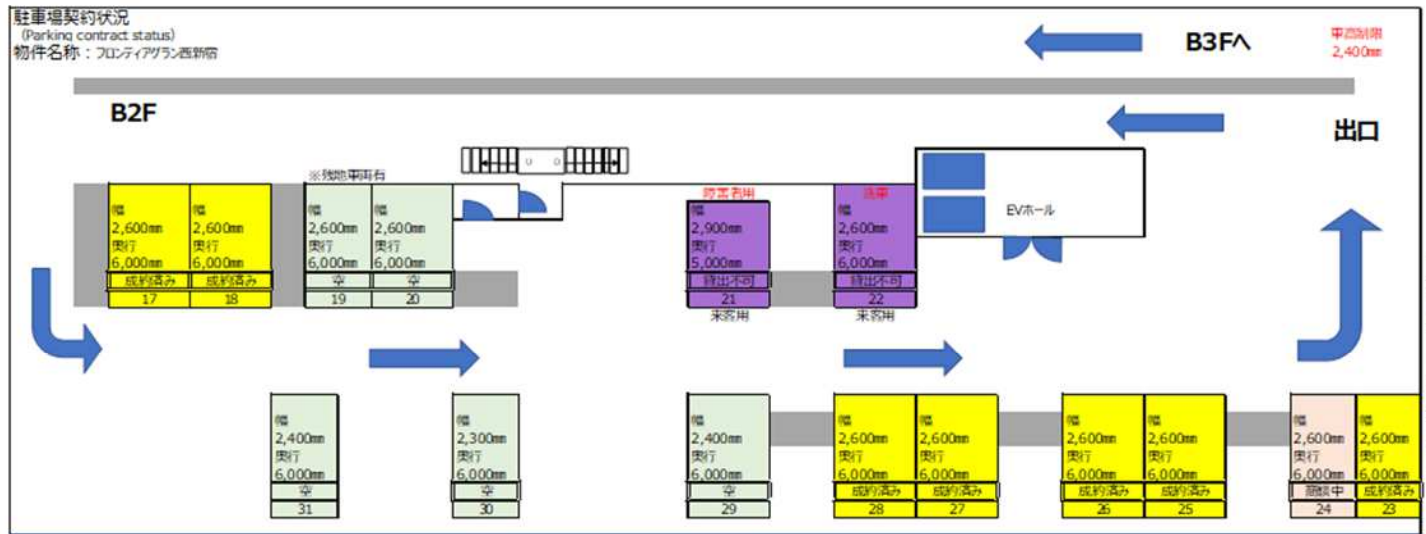 駐車場契約状況
(Parking contract status)
物件名称：フロンティアグラン西新宿
B3Fへ
車高制限
2,400mm
B2F
出口
※残地車両有
障害者用
洗車
EVホール
幅
2,600mm
奥行
6,000mm
成約済み
17
幅
2,600mm
奥行
6,000mm
成約済み
18
幅
2,600mm
奥行
6,000mm
空
19
幅
2,600mm
奥行
6,000mm
空
20
幅
2,900mm
奥行
5,000mm
貸出不可
21
来客用
幅
2,600mm
奥行
6,000mm
貸出不可
22
来客用
幅
2,400mm
奥行
6,000mm
空
31
幅
2,300mm
奥行
6,000mm
空
30
幅
2,400mm
奥行
6,000mm
空
29
幅
2,600mm
奥行
6,000mm
成約済み
28
幅
2,600mm
奥行
6,000mm
成約済み
27
幅
2,600mm
奥行
6,000mm
成約済み
26
幅
2,600mm
奥行
6,000mm
成約済み
25
幅
2,600mm
奥行
6,000mm
商談中
24
幅
2,600mm
奥行
6,000mm
成約済み
23